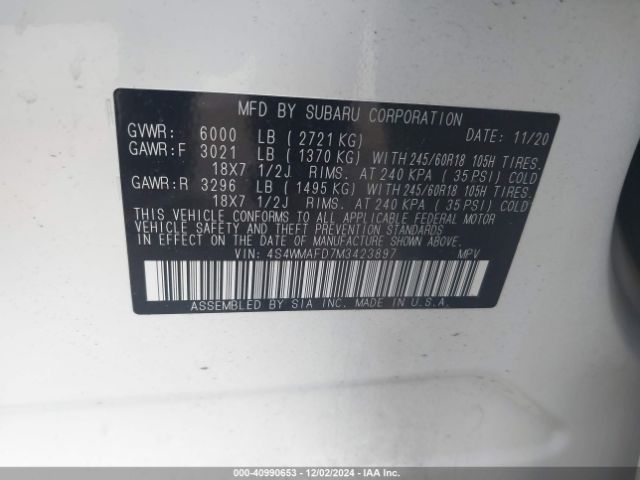 MFD BY SUBARU CORPORATION
GVWR: 6000 LB ( 2721 KG) DATE: 11/20
GAWR:F 3021 LB ( 1370 KG) WITH 245/60R18 105H TIRES,
18X7 1/2J RIMS, AT 240 KPA ( 35 PSI) COLD
GAWR:R 3296 LB ( 1495 KG) WITH 245/60R18 105H TIRES,
18X7 1/2J RIMS, AT 240 KPA ( 35 PSI) COLD
THIS VEHICLE CONFORMS TO ALL APPLICABLE FEDERAL MOTOR
VEHICLE SAFETY AND THEFT PREVENTION STANDARDS IN
EFFECT ON THE DATE OF MANUFACTURE SHOWN ABOVE.
VIN: 4S4WMAFD7M3423897 MPV
ASSEMBLED BY SIA INC. MADE IN U.S.A.
000-40990653 - 12/02/2024 - IAAI.COM